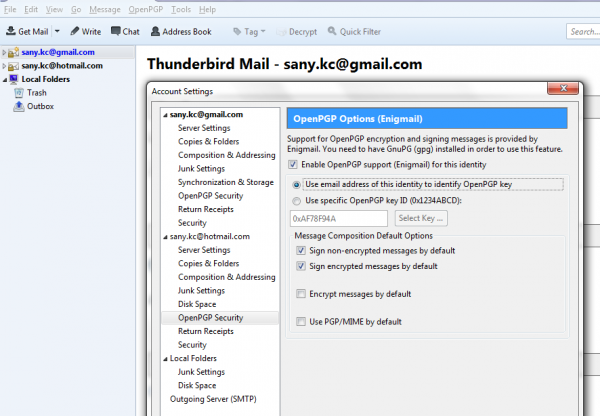 File Edit View Go Message OpenPGP Tools Help
Get Mail Write Chat Address Book Tag Decrypt Quick Filter Search...
sany.kc@gmail.com
sany.kc@hotmail.com
Local Folders
Trash
Outbox
Thunderbird Mail - sany.kc@gmail.com
Account Settings
sany.kc@gmail.com
Server Settings
Copies & Folders
Composition & Addressing
Junk Settings
Synchronization & Storage
OpenPGP Security
Return Receipts
Security
sany.kc@hotmail.com
Server Settings
Copies & Folders
Composition & Addressing
Junk Settings
Disk Space
OpenPGP Security
Return Receipts
Security
Local Folders
Junk Settings
Disk Space
Outgoing Server (SMTP)
OpenPGP Options (Enigmail)
Support for OpenPGP encryption and signing messages is provided by
Enigmail. You need to have GnuPG (gpg) installed in order to use this feature.
Enable OpenPGP support (Enigmail) for this identity
Use email address of this identity to identify OpenPGP key
Use specific OpenPGP key ID (0x1234ABCD):
0xAF78F94A Select Key ...
Message Composition Default Options
Sign non-encrypted messages by default
Sign encrypted messages by default
Encrypt messages by default
Use PGP/MIME by default